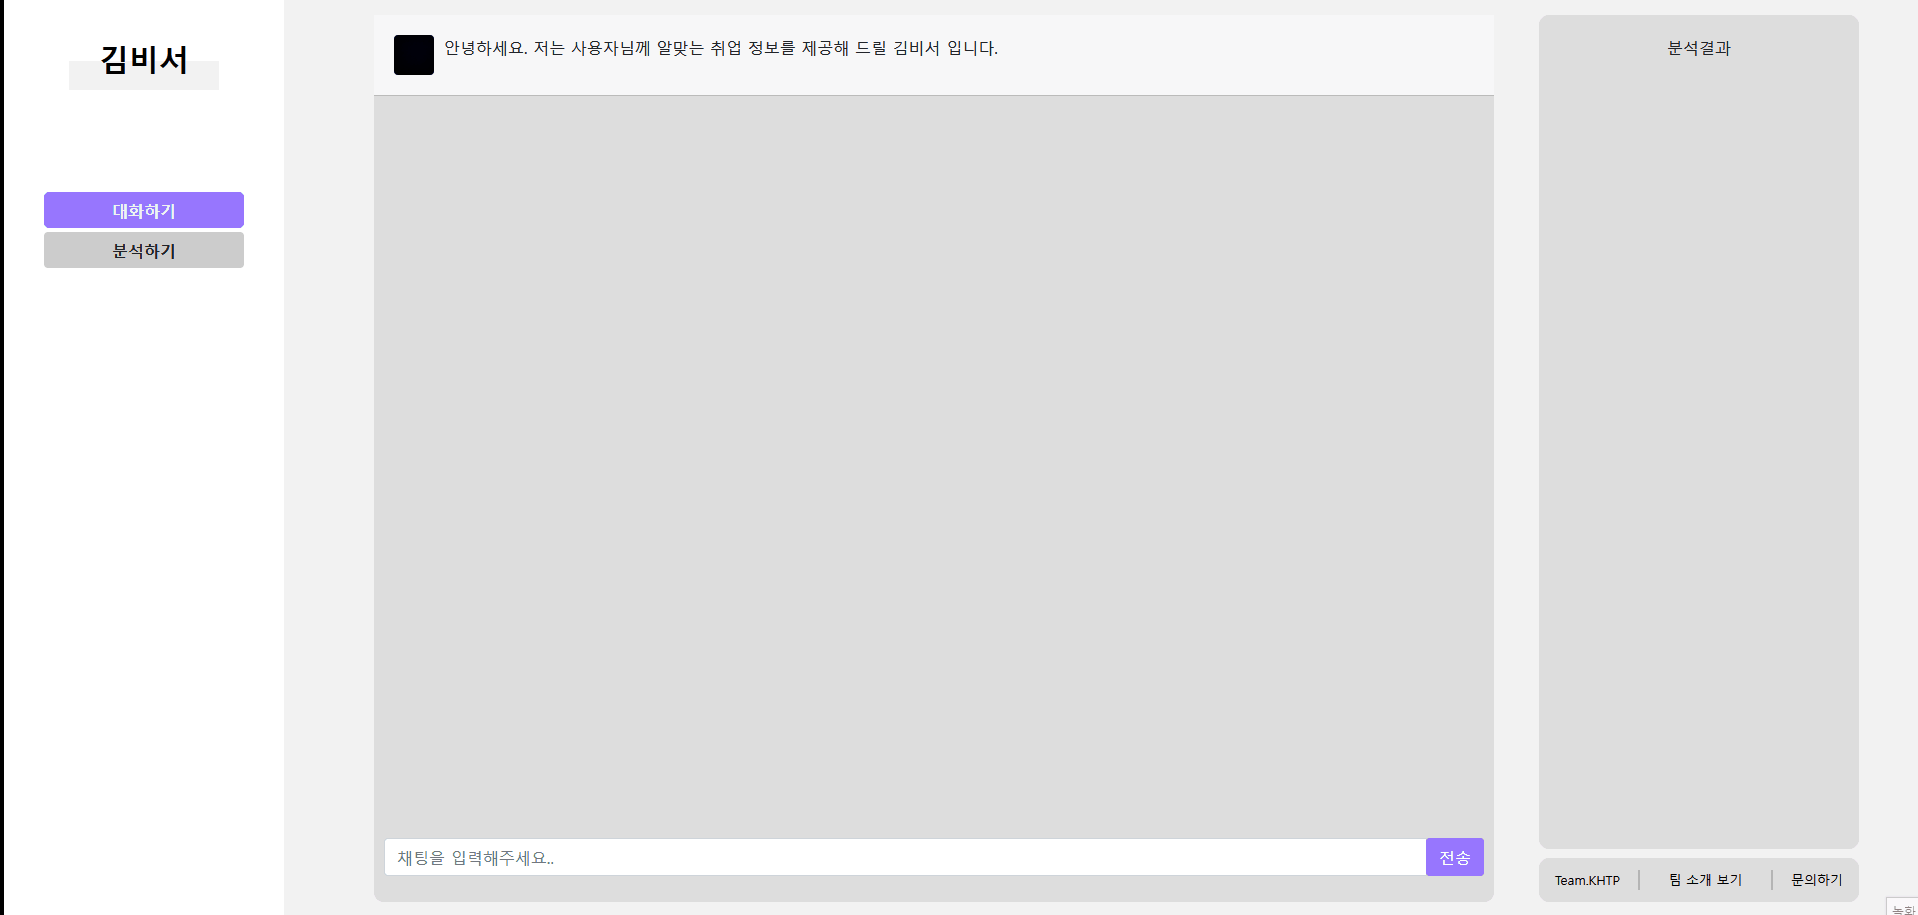 김비서
대화하기
분석하기
안녕하세요. 저는 사용자님께 알맞는 취업 정보를 제공해 드릴 김비서 입니다.
채팅을 입력해주세요..
전송
분석결과
Team.KHTP
팀 소개 보기
문의하기
녹화